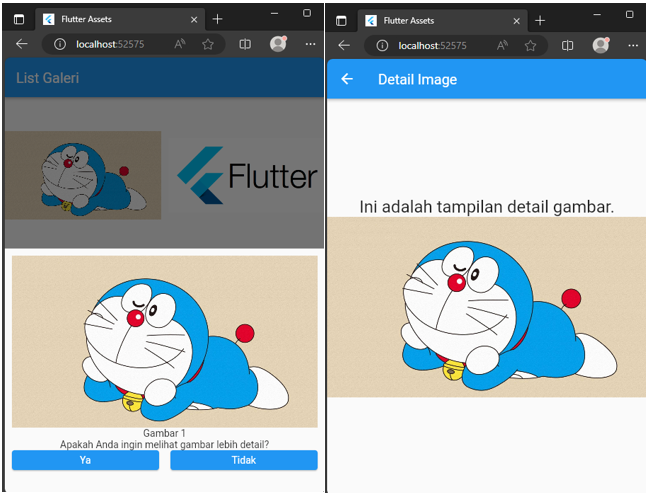 Flutter Assets
localhost:52575
List Galeri
Flutter
Gambar 1
Apakah Anda ingin melihat gambar lebih detail?
Ya
Tidak
Flutter Assets
localhost:52575
Detail Image
Ini adalah tampilan detail gambar.